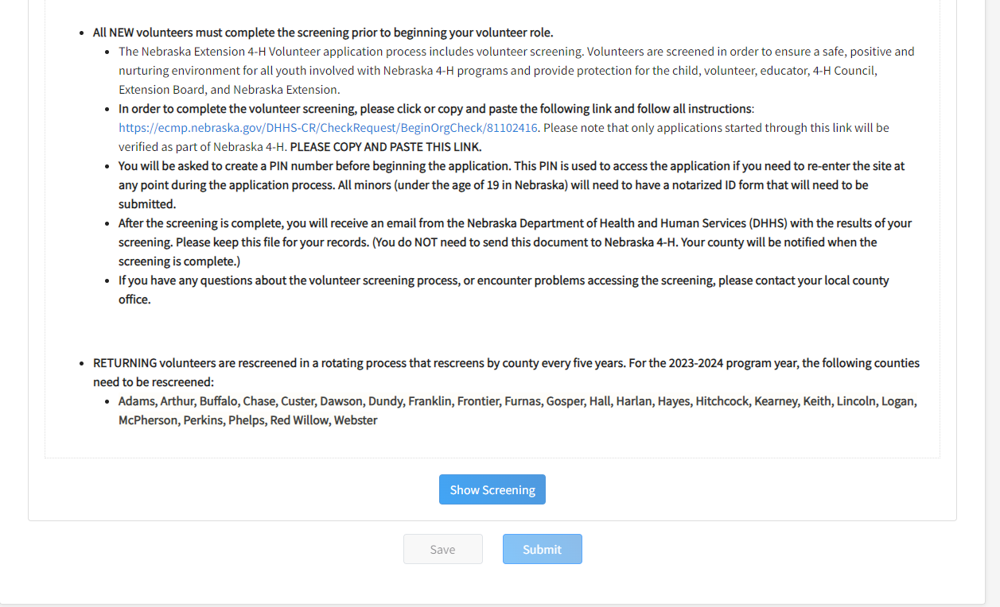 All NEW volunteers must complete the screening prior to beginning your volunteer role.
The Nebraska Extension 4-H Volunteer application process includes volunteer screening. Volunteers are screened in order to ensure a safe, positive and
nurturing environment for all youth involved with Nebraska 4-H programs and provide protection for the child, volunteer, educator, 4-H Council,
Extension Board, and Nebraska Extension.
In order to complete the volunteer screening, please click or copy and paste the following link and follow all instructions:
https://ecmp.nebraska.gov/DHHS-CR/CheckRequest/BeginOrgCheck/81102416. Please note that only applications started through this link will be
verified as part of Nebraska 4-H. PLEASE COPY AND PASTE THIS LINK.
You will be asked to create a PIN number before beginning the application. This PIN is used to access the application if you need to re-enter the site at
any point during the application process. All minors (under the age of 19 in Nebraska) will need to have a notarized ID form that will need to be
submitted.
After the screening is complete, you will receive an email from the Nebraska Department of Health and Human Services (DHHS) with the results of your
screening. Please keep this file for your records. (You do NOT need to send this document to Nebraska 4-H. Your county will be notified when the
screening is complete.)
If you have any questions about the volunteer screening process, or encounter problems accessing the screening, please contact your local county
office.
RETURNING volunteers are rescreened in a rotating process that rescreens by county every five years. For the 2023-2024 program year, the following counties
need to be rescreened:
Adams, Arthur, Buffalo, Chase, Custer, Dawson, Dundy, Franklin, Frontier, Furnas, Gosper, Hall, Harlan, Hayes, Hitchcock, Kearney, Keith, Lincoln, Logan,
McPherson, Perkins, Phelps, Red Willow, Webster
Show Screening
Save Submit